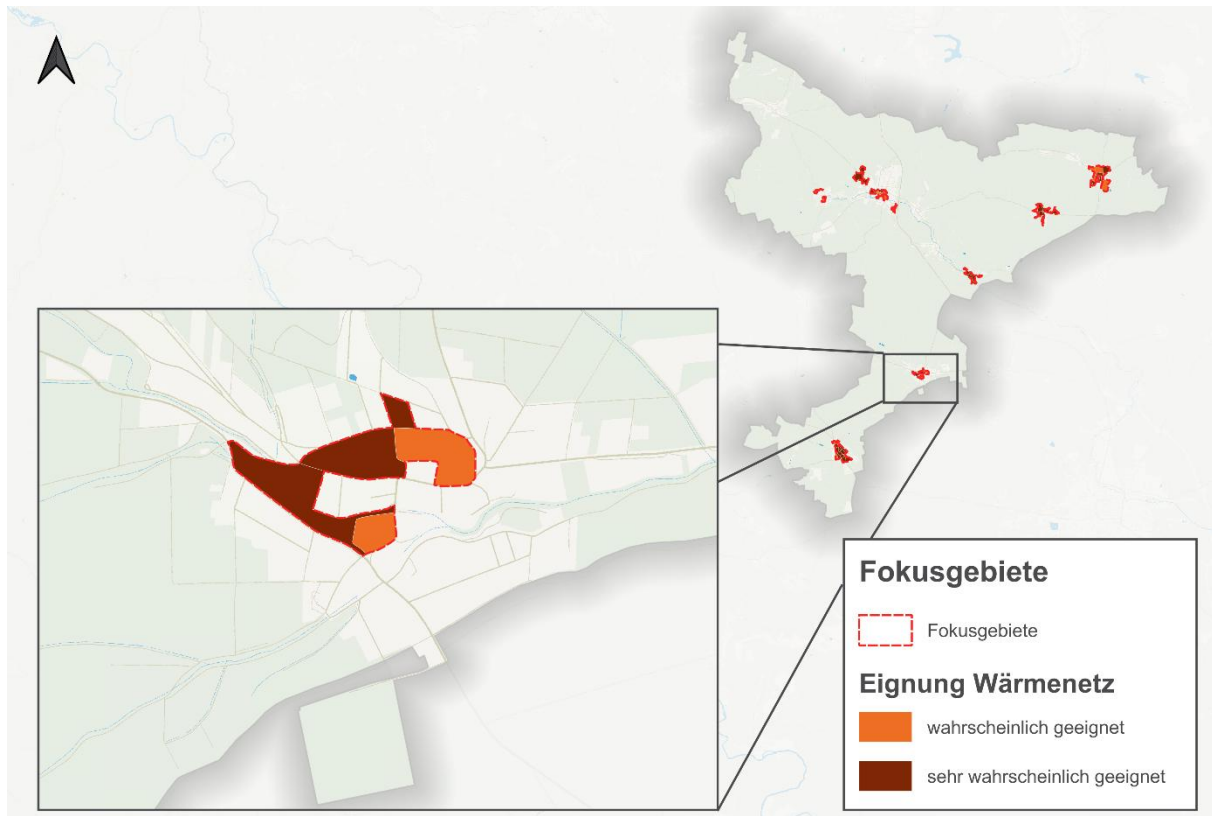 Fokusgebiete
Fokusgebiete
Eignung Wärmenetz
wahrscheinlich geeignet
sehr wahrscheinlich geeignet